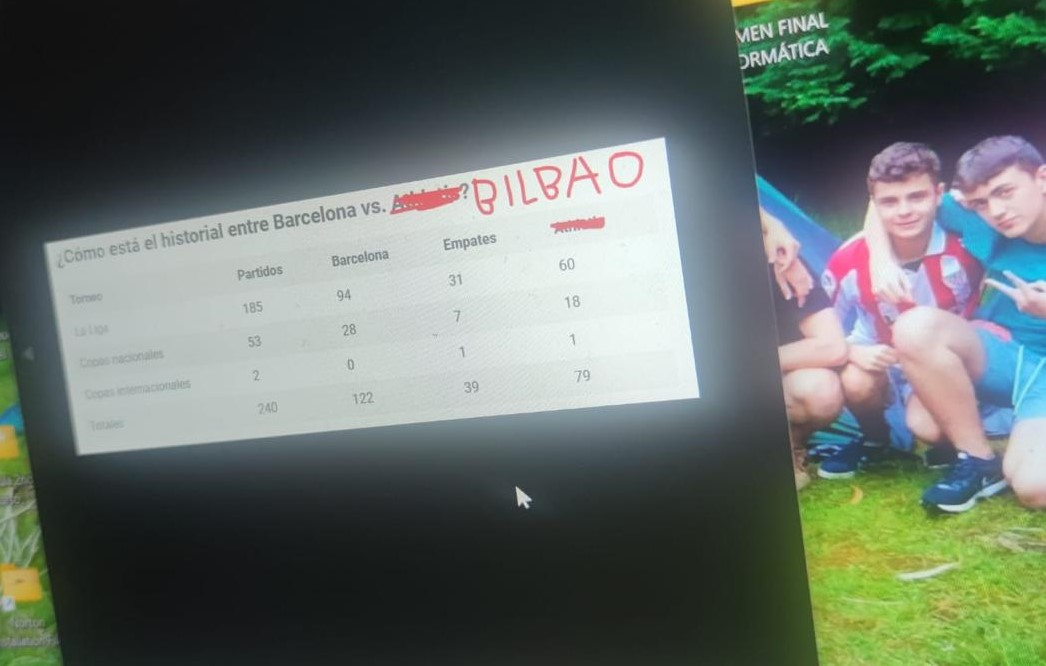 MEN FINAL
ORMÁTICA
¿Cómo está el historial entre Barcelona vs. ? BILBAO
Torneo Partidos Barcelona Empates
La Liga 185 94 31 60
Copas nacionales 53 28 7 18
Copas internacionales 2 0 1 1
Totales 240 122 39 79
Norton